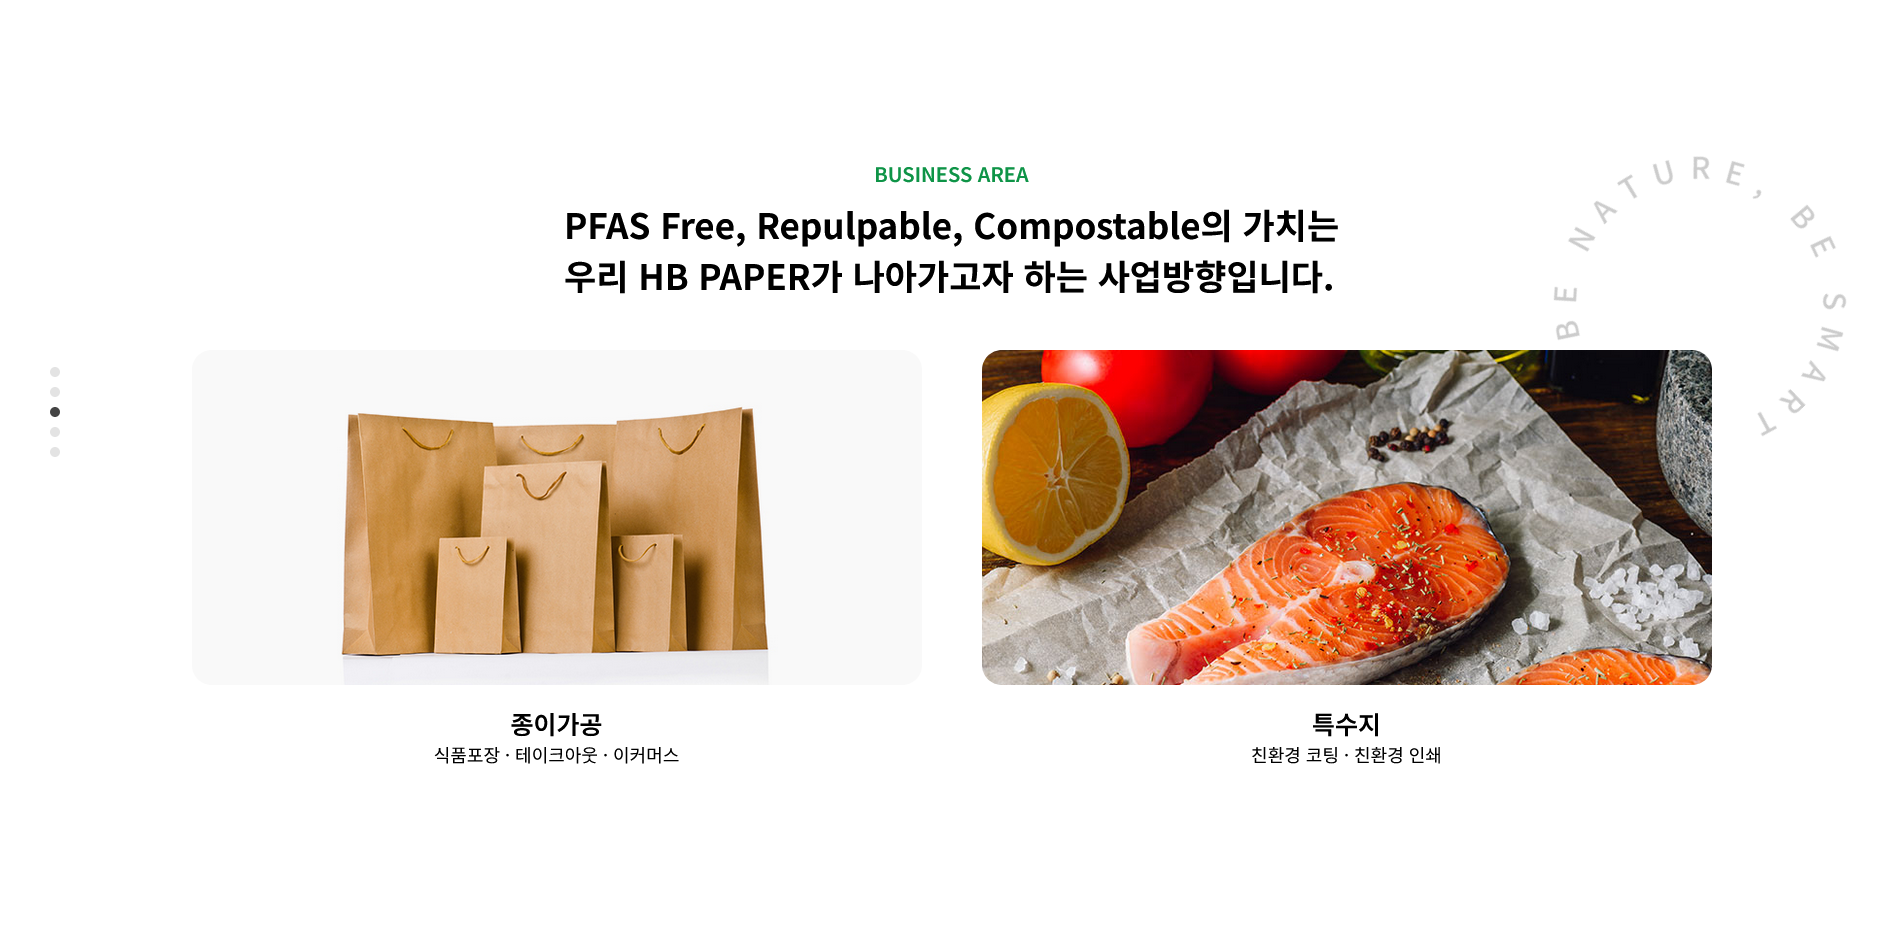 BUSINESS AREA
PFAS Free, Repulpable, Compostable의 가치는
우리 HB PAPER가 나아가고자 하는 사업방향입니다.
BE NATURE, BE SMART
종이가공
식품포장 · 테이크아웃 · 이커머스
특수지
친환경 코팅 · 친환경 인쇄